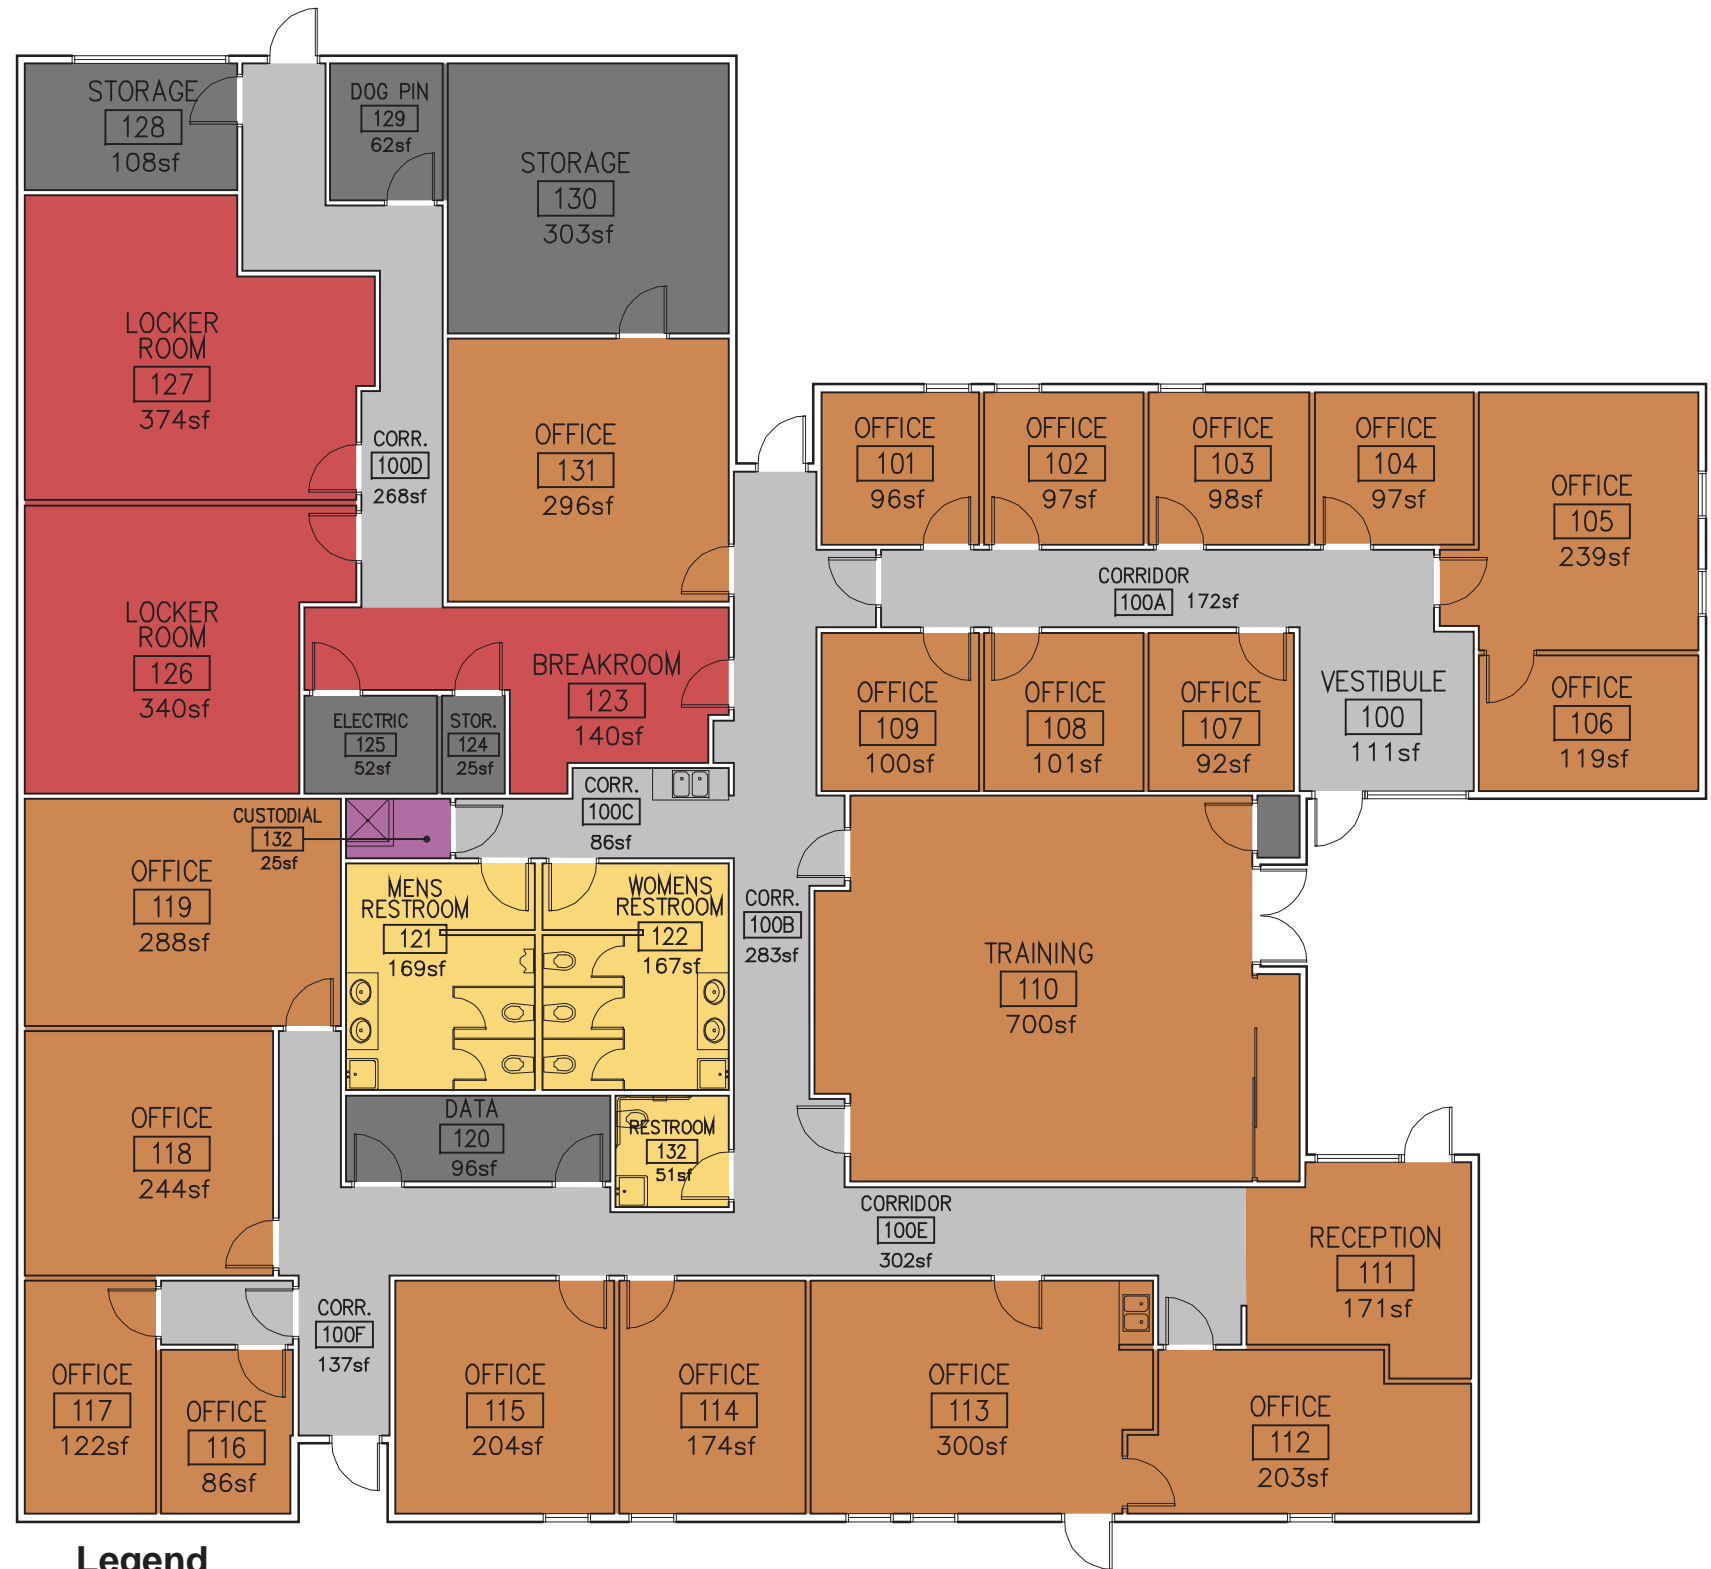 STORAGE
128
108sf
DOG PIN
129
62sf
STORAGE
130
303sf
LOCKER
ROOM
127
374sf
CORR.
100D
268sf
OFFICE
131
296sf
OFFICE
101
96sf
OFFICE
102
97sf
OFFICE
103
98sf
OFFICE
104
97sf
OFFICE
105
239sf
CORRIDOR
100A 172sf
LOCKER
ROOM
126
340sf
BREAKROOM
123
140sf
ELECTRIC
125
52sf
STOR.
124
25sf
OFFICE
109
100sf
OFFICE
108
101sf
OFFICE
107
92sf
VESTIBULE
100
111sf
OFFICE
106
119sf
CORR.
100C
86sf
CUSTODIAL
132
25sf
OFFICE
119
288sf
MENS
RESTROOM
121
169sf
WOMENS
RESTROOM
122
167sf
CORR.
100B
283sf
TRAINING
110
700sf
OFFICE
118
244sf
DATA
120
96sf
RESTROOM
132
51sf
CORRIDOR
100E
302sf
RECEPTION
111
171sf
CORR.
100F
137sf
OFFICE
117
122sf
OFFICE
116
86sf
OFFICE
115
204sf
OFFICE
114
174sf
OFFICE
113
300sf
OFFICE
112
203sf
Legend